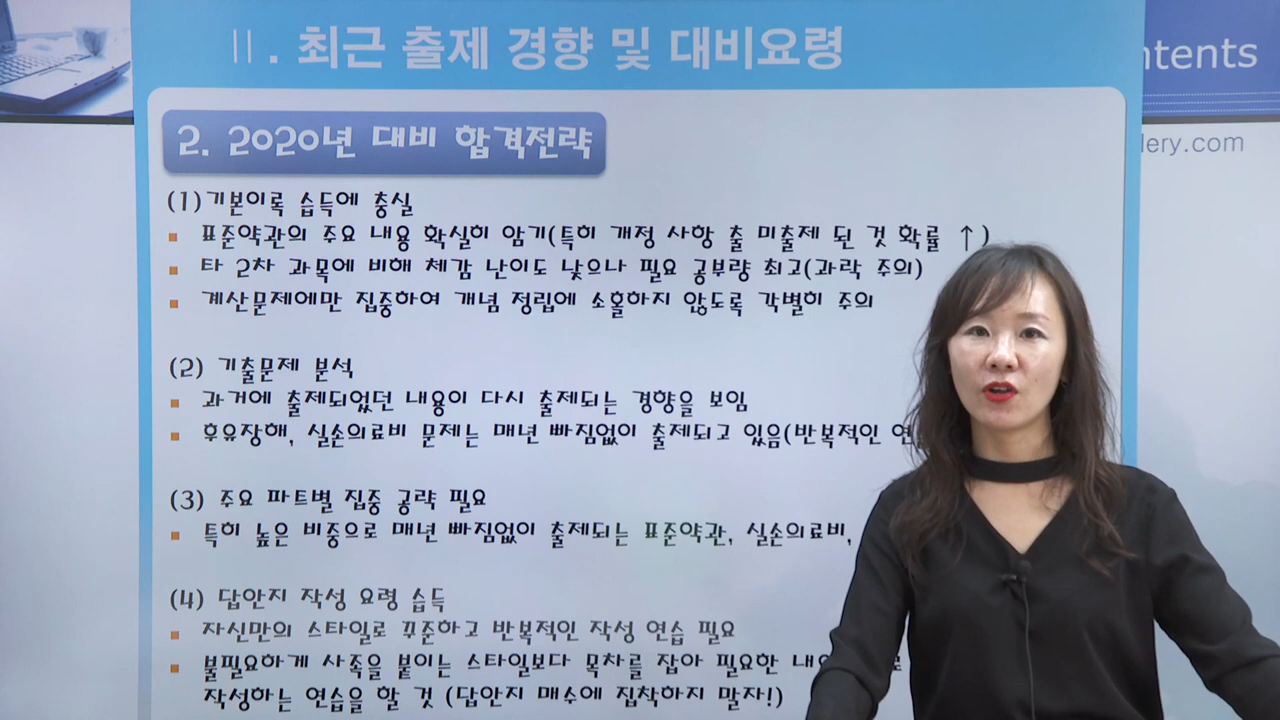 Ⅱ. 최근 출제 경향 및 대비요령
ntents
lery.com
2. 2020년 대비 합격전략
(1)기본이록 습득에 충실
▪ 표준약관의 주요 내용 확실히 암기(특히 개정 사항 출 미출제 된 것 확률 ↑)
▪ 타 2차 과목에 비해 체감 난이도 낮으나 필요 공부량 최고(과락 주의)
▪ 계산문제에만 집중하여 개념 정립에 소홀하지 않도록 각별히 주의
(2) 기출문제 분석
▪ 과거에 출제되었던 내용이 다시 출제되는 경향을 보임
▪ 후유장해, 실손의료비 문제는 매년 빠짐없이 출제되고 있음(반복적인 연
(3) 주요 파트별 집중 공략 필요
▪ 특히 높은 비중으로 매년 빠짐없이 출제되는 표준약관, 실손의료비,
(4) 답안지 작성 요령 습득
▪ 자신만의 스타일로 꾸준하고 반복적인 작성 연습 필요
▪ 불필요하게 사족을 붙이는 스타일보다 목차를 잡아 필요한 내 로
작성하는 연습을 할 것 (답안지 매수에 집착하지 말자!)